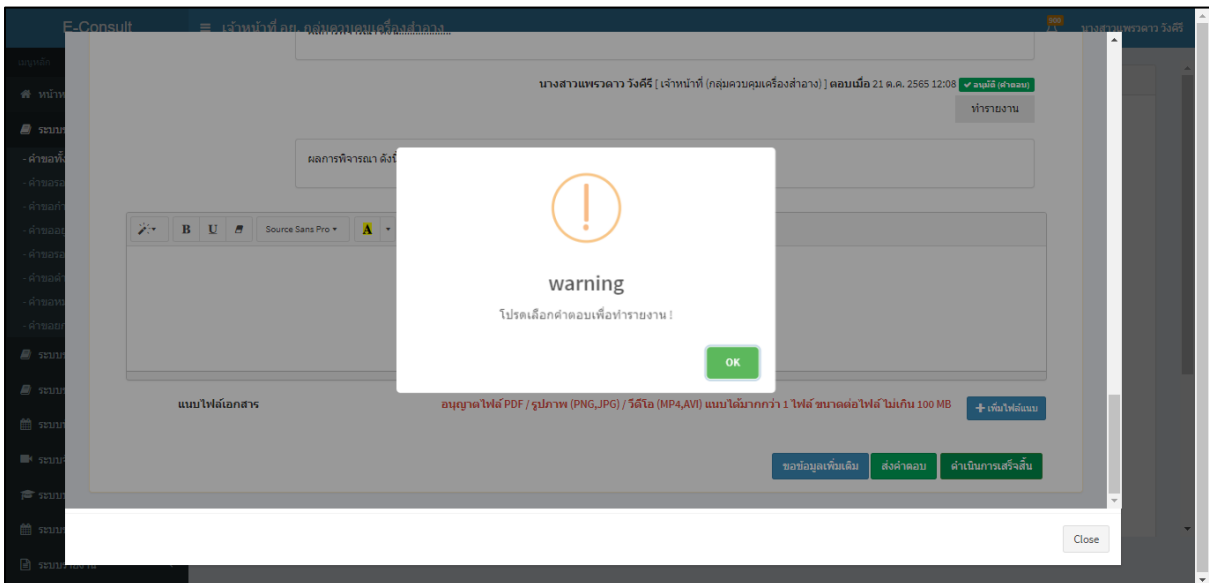 E-Consult
เจ้าหน้าที่ อย. กลุ่มควบคุมเครื่องสำอาง
900
นางสาวแพรวดาว วังคีรี
เมนูหลัก
นางสาวแพรวดาว วังคีรี [ เจ้าหน้าที่ (กลุ่มควบคุมเครื่องสำอาง) ] ตอบเมื่อ 21 ต.ค. 2565 12:08 อนุมัติ (คำตอบ)
ทำรายงาน
ผลการพิจารณา ดังนี้
B U Source Sans Pro A
warning
โปรดเลือกคำตอบเพื่อทำรายงาน !
OK
แนบไฟล์เอกสาร
อนุญาตไฟล์ PDF / รูปภาพ (PNG,JPG) / วีดีโอ (MP4,AVI) แนบได้มากกว่า 1 ไฟล์ ขนาดต่อไฟล์ ไม่เกิน 100 MB
+ เพิ่มไฟล์แนบ
ขอข้อมูลเพิ่มเติม
ส่งคำตอบ
ดำเนินการเสร็จสิ้น
Close